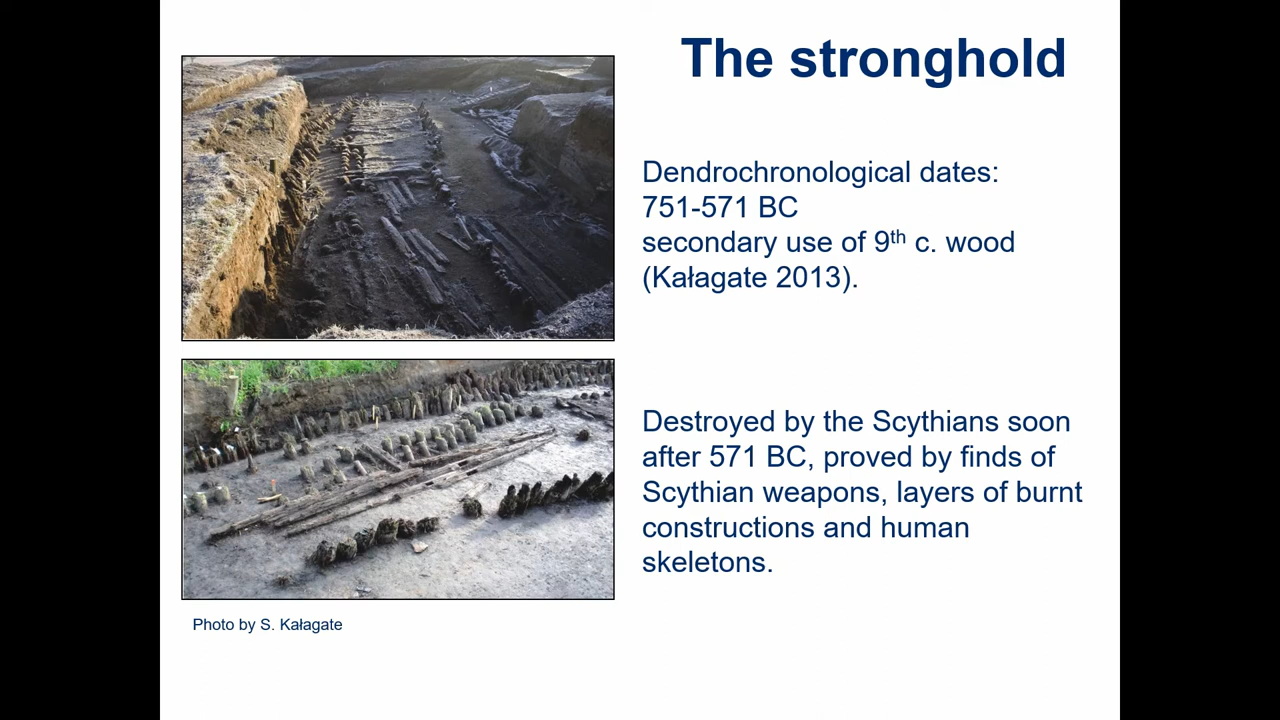 The stronghold
Dendrochronological dates:
751-571 BC
secondary use of 9th c. wood
(Kałagate 2013).
Destroyed by the Scythians soon
after 571 BC, proved by finds of
Scythian weapons, layers of burnt
constructions and human
skeletons.
Photo by S. Kałagate